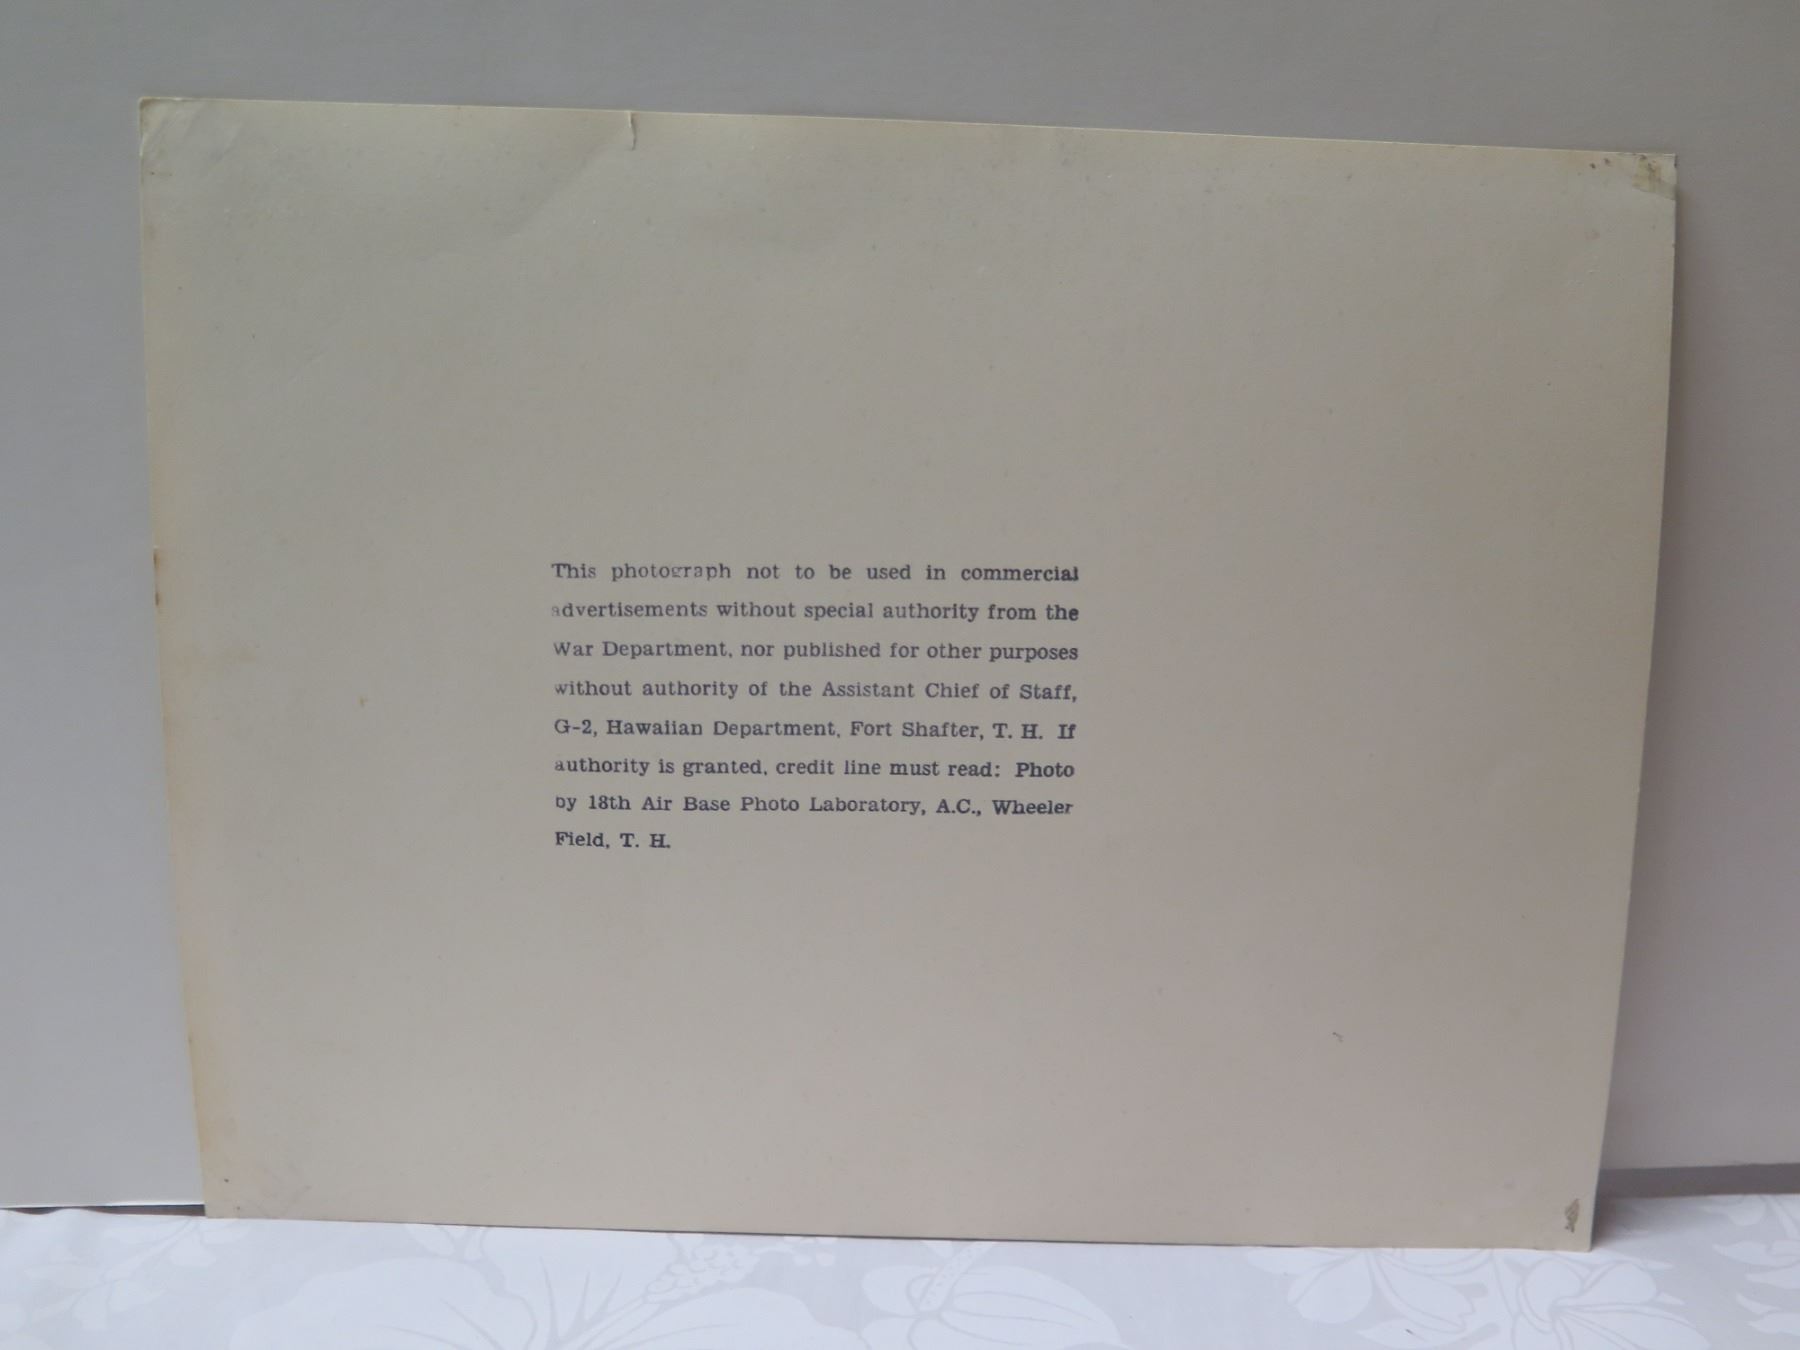 This photograph not to be used in commercial
advertisements without special authority from the
War Department, nor published for other purposes
without authority of the Assistant Chief of Staff,
G-2, Hawaiian Department, Fort Shafter, T. H. If
authority is granted, credit line must read: Photo
by 18th Air Base Photo Laboratory, A.C., Wheeler
Field, T. H.